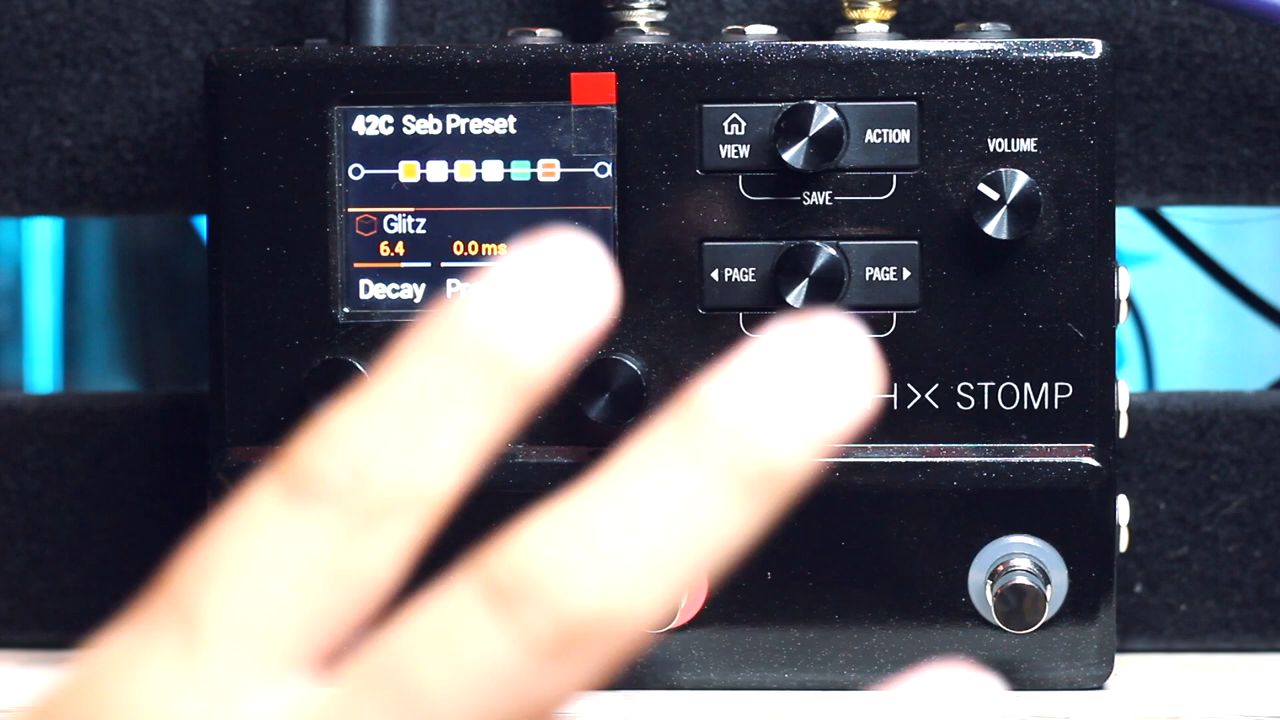 42C Seb Preset
Glitz
6.4 0.0 ms
Decay
VIEW
ACTION
SAVE
PAGE
PAGE
VOLUME
STOMP